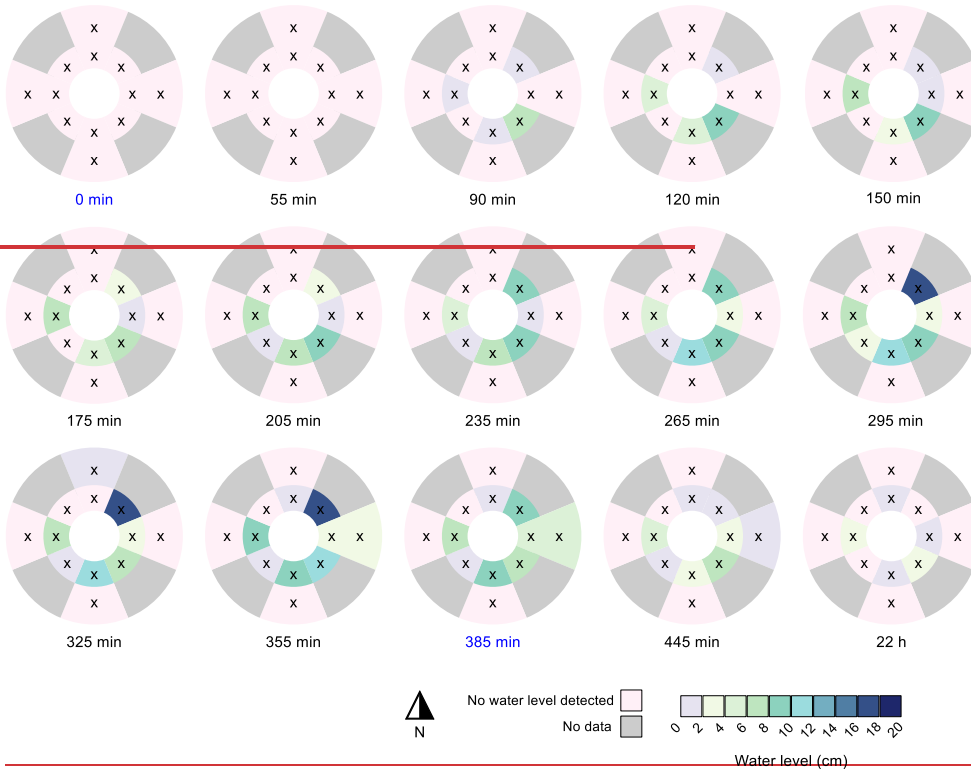 x
x
x x
x x x x
x x
x
x
0 min
x
x
x x
x x x x
x x
x
x
55 min
x
x
x x
x x x x
x x
x
x
90 min
x
x
x x
x x x x
x x
x
x
120 min
x
x
x x
x x x x
x x
x
x
150 min
x
x
x x
x x x x
x x
x
x
175 min
x
x
x x
x x x x
x x
x
x
205 min
x
x
x x
x x x x
x x
x
x
235 min
x
x
x x
x x x x
x x
x
x
265 min
x
x
x x
x x x x
x x
x
x
295 min
x
x
x x
x x x x
x x
x
x
325 min
x
x
x x
x x x x
x x
x
x
355 min
x
x
x x
x x x x
x x
x
x
385 min
x
x
x x
x x x x
x x
x
x
445 min
x
x
x x
x x x x
x x
x
x
22 h
N
No water level detected
No data
0 2 4 6 8 10 12 14 16 18 20
Water level (cm)